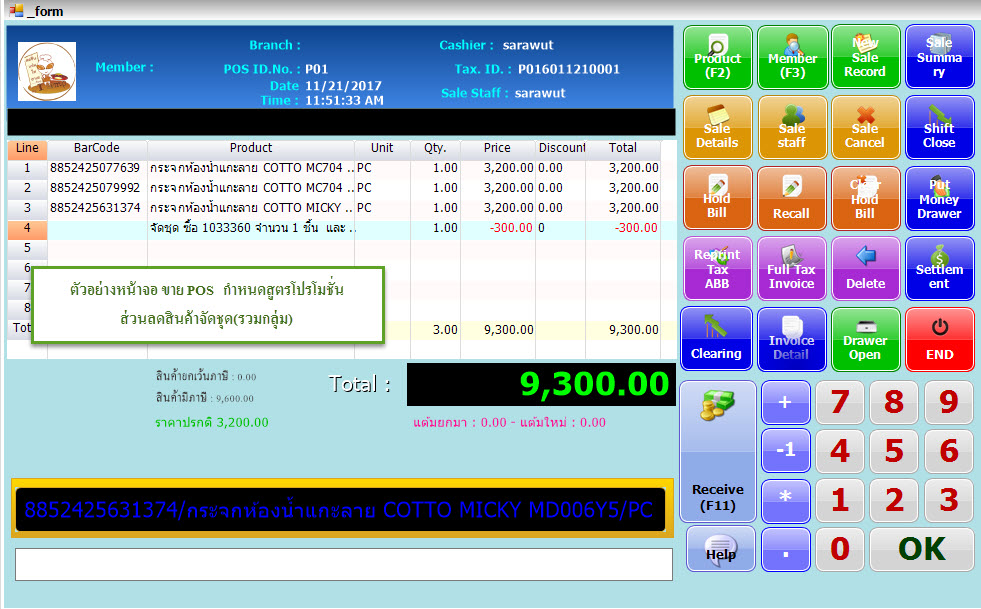 _form
Branch :
Cashier : sarawut
Member :
POS ID.No. : P01
Tax. ID. : P016011210001
Date 11/21/2017
Sale Staff : sarawut
Time : 11:51:33 AM
Line BarCode Product Unit Qty. Price Discount Total
1 8852425077639 กระจกห้องน้ำแกะลาย COTTO MC704 .. PC 1.00 3,200.00 0.00 3,200.00
2 8852425079992 กระจกห้องน้ำแกะลาย COTTO MC704 .. PC 1.00 3,200.00 0.00 3,200.00
3 8852425631374 กระจกห้องน้ำแกะลาย COTTO MICKY .. PC 1.00 3,200.00 0.00 3,200.00
4 จัดชุด ซื้อ 1033360 จำนวน 1 ชิ้น และ .. 1.00 -300.00 0 -300.00
5
6
7
8
Tot 3.00 9,300.00 9,300.00
ตัวอย่างหน้าจอ ขาย POS กำหนดสูตรโปรโมชั่น
ส่วนลดสินค้าจัดชุด(รวมกลุ่ม)
สินค้ายกเว้นภาษี : 0.00
สินค้ามีภาษี : 9,600.00
ราคาปรกติ 3,200.00
Total : 9,300.00
แต้มยกมา : 0.00 - แต้มใหม่ : 0.00
8852425631374/กระจกห้องน้ำแกะลาย COTTO MICKY MD006Y5/PC
Product (F2)
Member (F3)
New Sale Record
Sale Summa ry
Sale Details
Sale staff
Sale Cancel
Shift Close
Hold Bill
Recall
Clear Hold Bill
Put Money Drawer
Reprint Tax ABB
Full Tax Invoice
Delete
Settlem ent
Clearing
Invoice Detail
Drawer Open
END
Receive (F11)
+ 7 8 9
-1 4 5 6
* 1 2 3
Help
. 0 OK